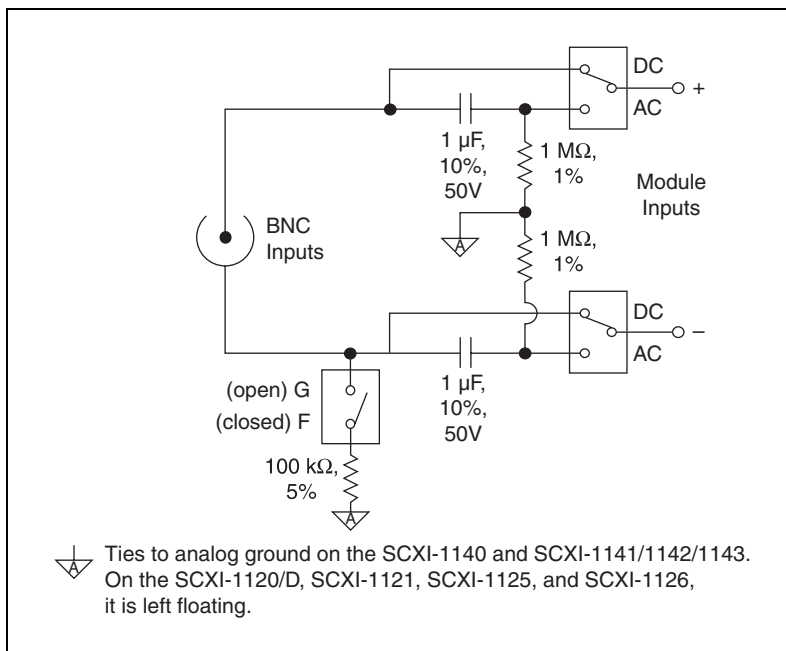 DC
+
AC
1 µF,
10%,
50V
1 MΩ,
1%
Module
Inputs
BNC
Inputs
A
1 MΩ,
1%
DC
–
AC
(open) G
(closed) F
1 µF,
10%,
50V
100 kΩ,
5%
A
A
Ties to analog ground on the SCXI-1140 and SCXI-1141/1142/1143.
On the SCXI-1120/D, SCXI-1121, SCXI-1125, and SCXI-1126,
it is left floating.